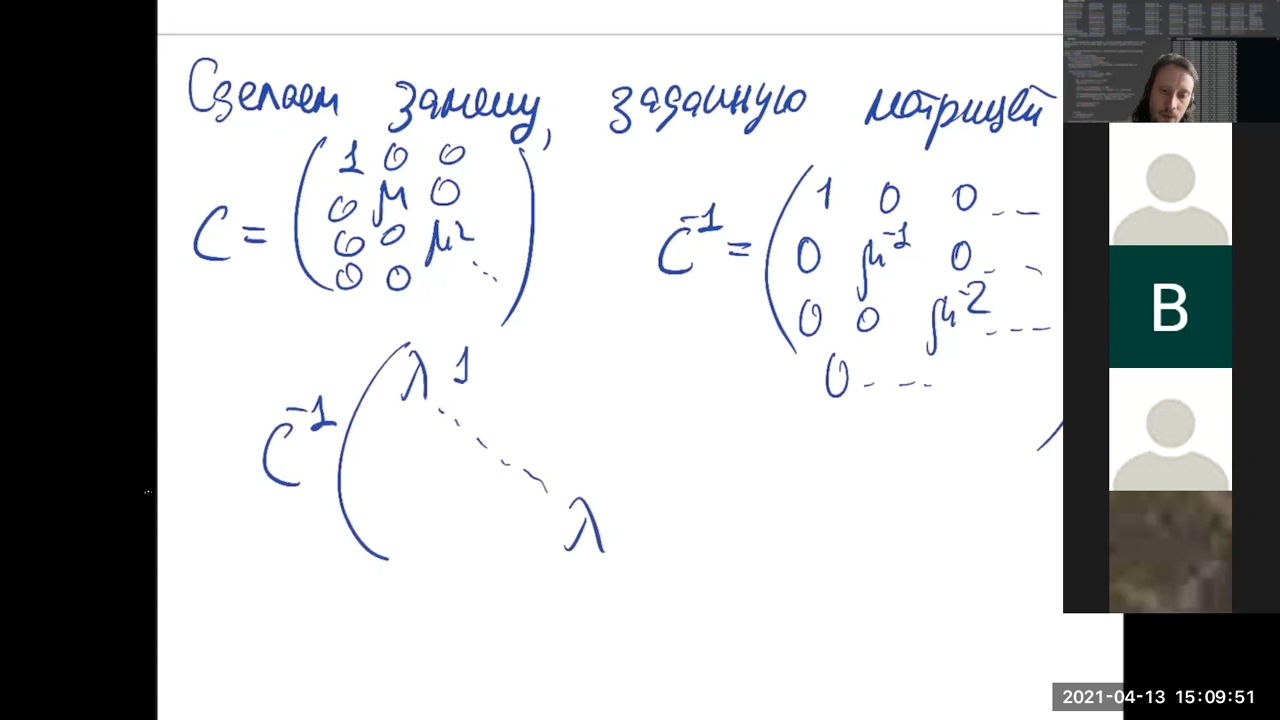 Сделаем замену, заданную матрицей
C = ( 1 0 0
0 μ 0
0 0 μ²
0 0 ⋱ )
C⁻¹ = ( 1 0 0 - -
0 μ⁻¹ 0 - -
0 0 μ⁻² - - -
0 - - -
C⁻¹ ( λ 1
⋱
λ
B
2021-04-13 15:09:51